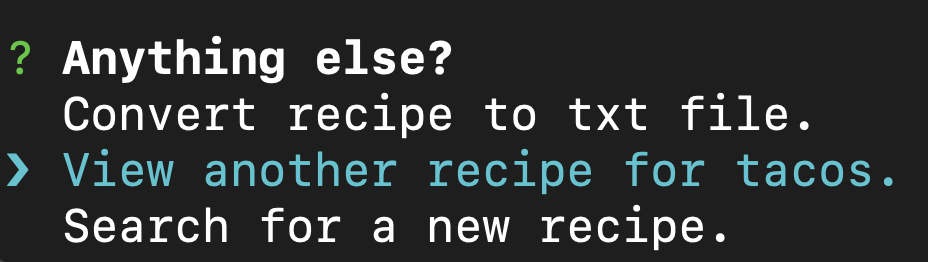 ? Anything else?
Convert recipe to txt file.
❯ View another recipe for tacos.
Search for a new recipe.